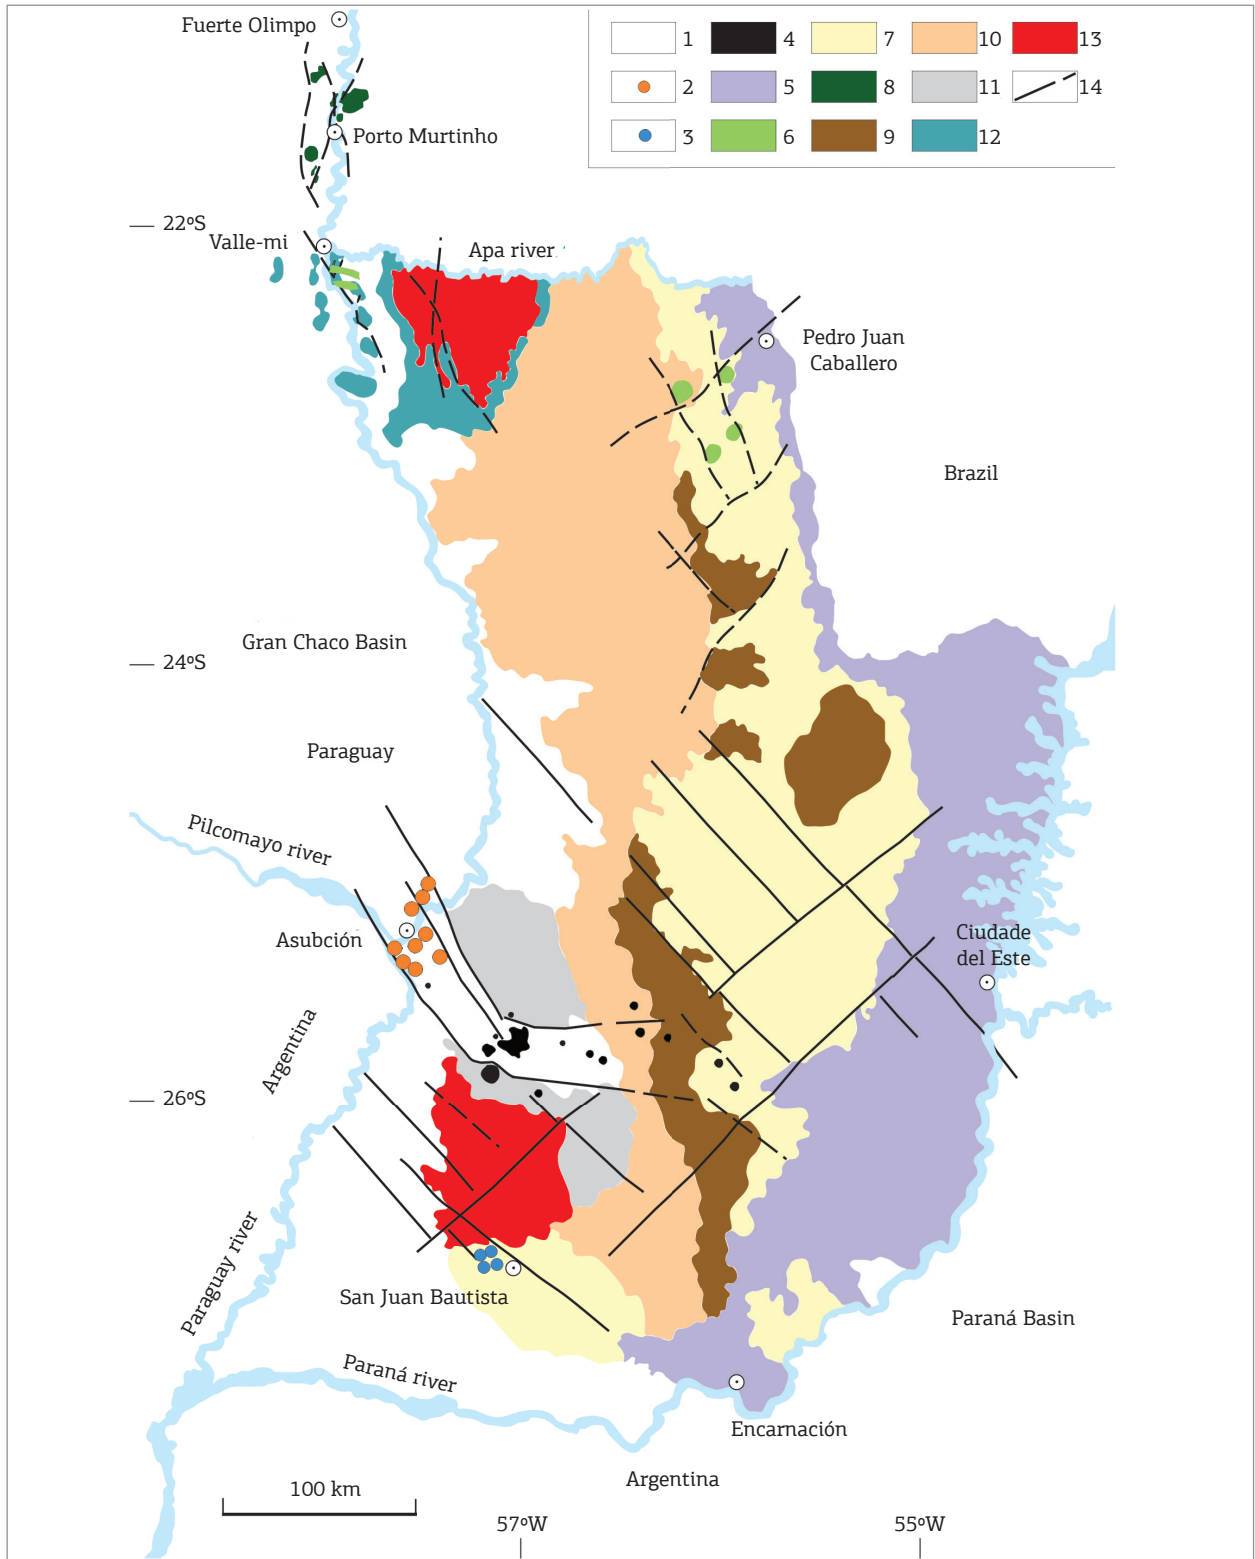 Fuerte Olimpo
1 4 7 10 13
2 5 8 11 14
3 6 9 12
Porto Murtinho
22ºS
Valle-mi
Apa river
Pedro Juan
Caballero
Brazil
Gran Chaco Basin
24ºS
Paraguay
Pilcomayo river
Asubción
Ciudade
del Este
Argentina
26ºS
Paraguay river
San Juan Bautista
Paraná Basin
Paraná river
Encarnación
Argentina
100 km
57ºW
55ºW